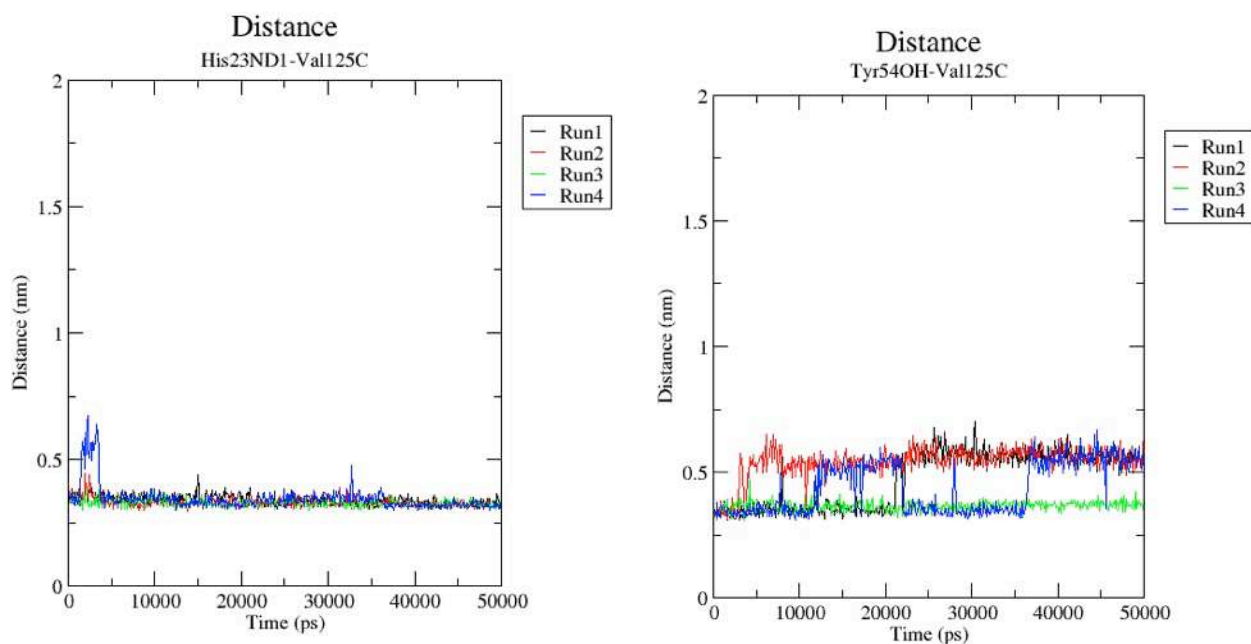 Distance
His23ND1-Val125C
2
1.5
1
0.5
0
Distance (nm)
0 10000 20000 30000 40000 50000
Time (ps)
Run1
Run2
Run3
Run4
Distance
Tyr54OH-Val125C
2
1.5
1
0.5
0
Distance (nm)
0 10000 20000 30000 40000 50000
Time (ps)
Run1
Run2
Run3
Run4